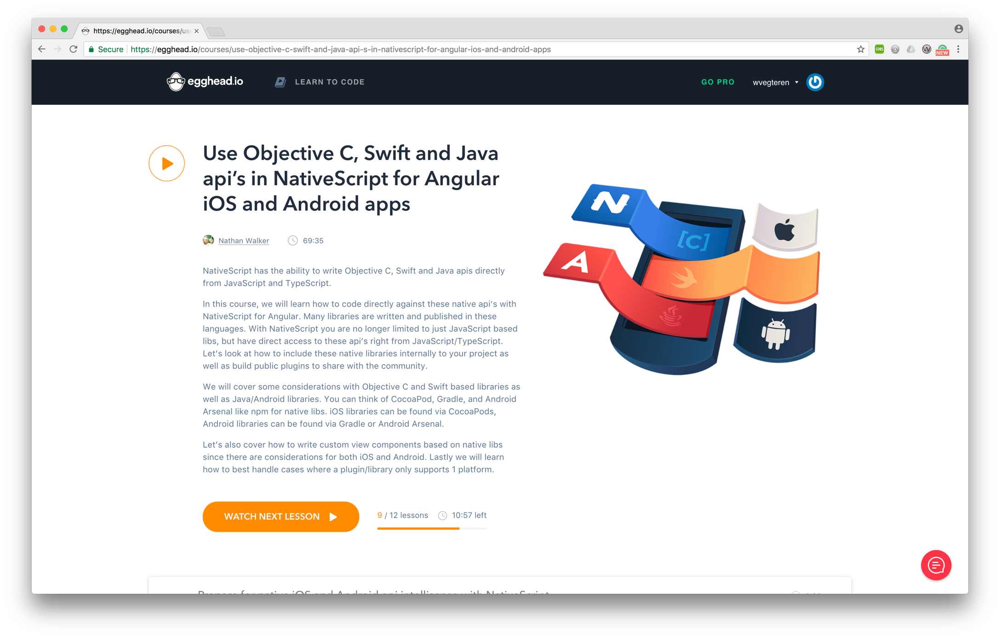 https://egghead.io/courses/us
Secure
https://egghead.io/courses/use-objective-c-swift-and-java-api-s-in-nativescript-for-angular-ios-and-android-apps
CORS
W
NEW
egghead.io
LEARN TO CODE
GO PRO
wvegteren
Use Objective C, Swift and Java
api’s in NativeScript for Angular
iOS and Android apps
Nathan Walker
69:35
N
[C]
A
NativeScript has the ability to write Objective C, Swift and Java apis directly
from JavaScript and TypeScript.
In this course, we will learn how to code directly against these native api’s with
NativeScript for Angular. Many libraries are written and published in these
languages. With NativeScript you are no longer limited to just JavaScript based
libs, but have direct access to these api’s right from JavaScript/TypeScript.
Let’s look at how to include these native libraries internally to your project as
well as build public plugins to share with the community.
We will cover some considerations with Objective C and Swift based libraries as
well as Java/Android libraries. You can think of CocoaPod, Gradle, and Android
Arsenal like npm for native libs. iOS libraries can be found via CocoaPods,
Android libraries can be found via Gradle or Android Arsenal.
Let’s also cover how to write custom view components based on native libs
since there are considerations for both iOS and Android. Lastly we will learn
how to best handle cases where a plugin/library only supports 1 platform.
WATCH NEXT LESSON
9 / 12 lessons
10:57 left
Prepare for native iOS and Android api intellisense with NativeScript